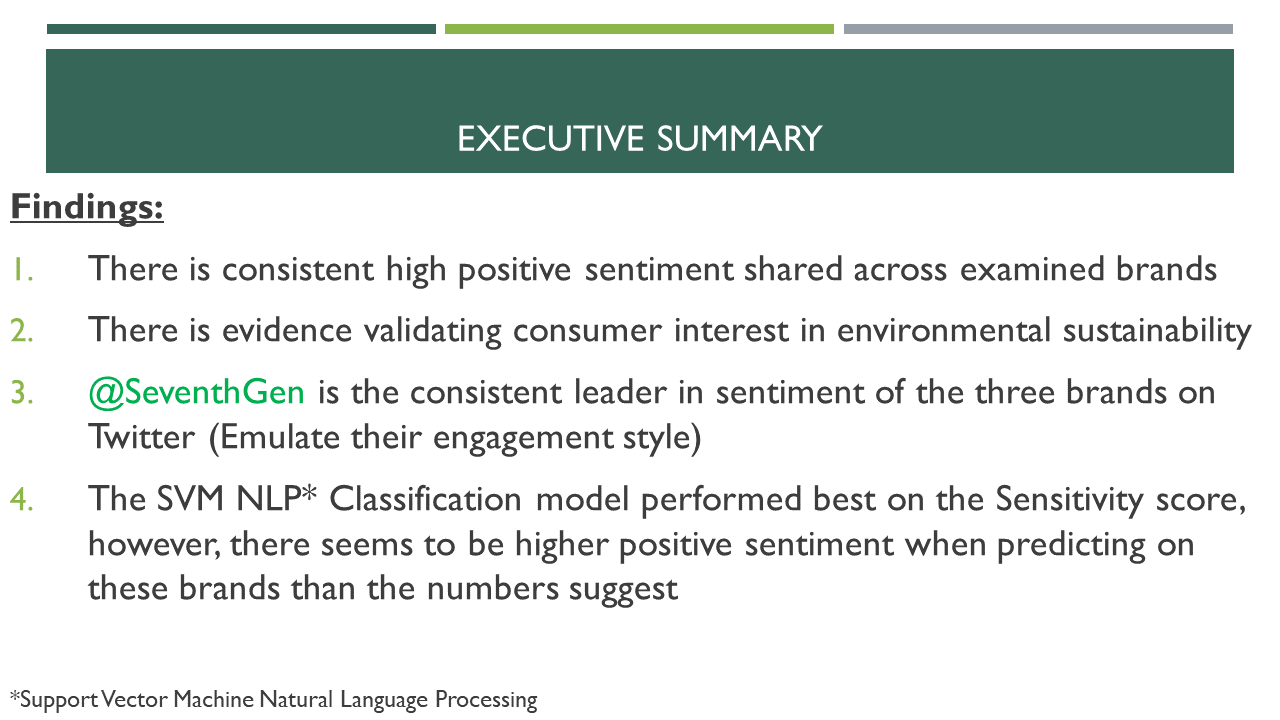 EXECUTIVE SUMMARY
Findings:
1. There is consistent high positive sentiment shared across examined brands
2. There is evidence validating consumer interest in environmental sustainability
3. @SeventhGen is the consistent leader in sentiment of the three brands on
Twitter (Emulate their engagement style)
4. The SVM NLP* Classification model performed best on the Sensitivity score,
however, there seems to be higher positive sentiment when predicting on
these brands than the numbers suggest
*Support Vector Machine Natural Language Processing